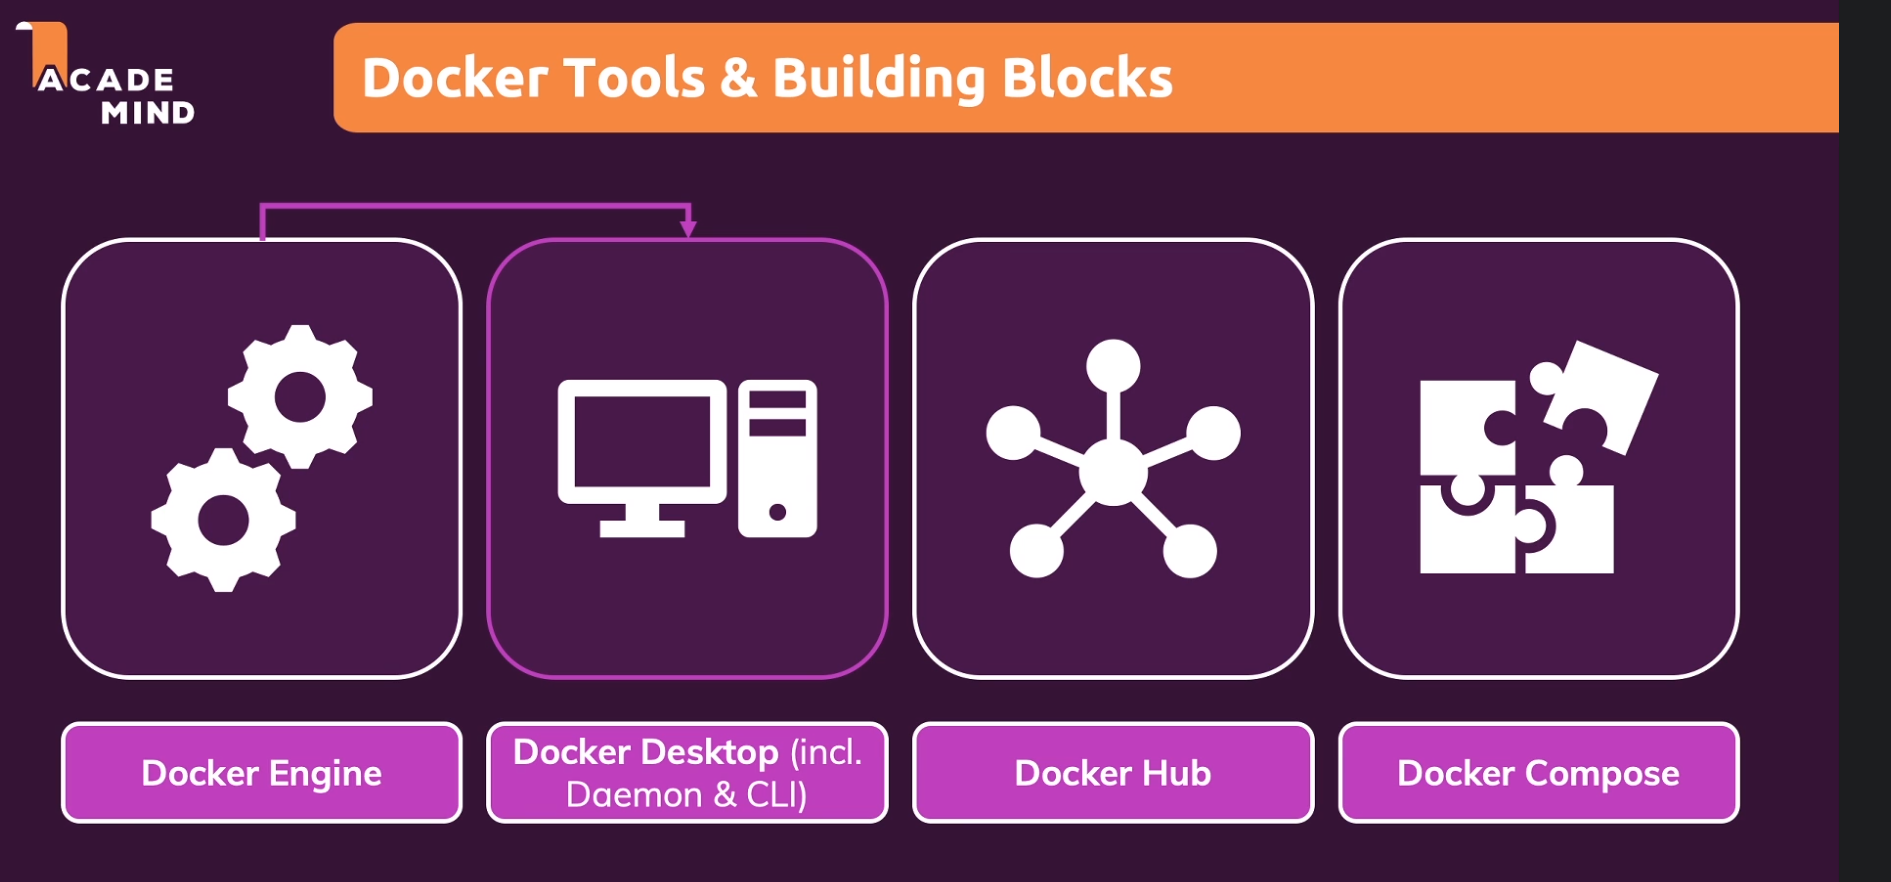 ACADE
MIND
Docker Tools & Building Blocks
Docker Engine
Docker Desktop (incl.
Daemon & CLI)
Docker Hub
Docker Compose